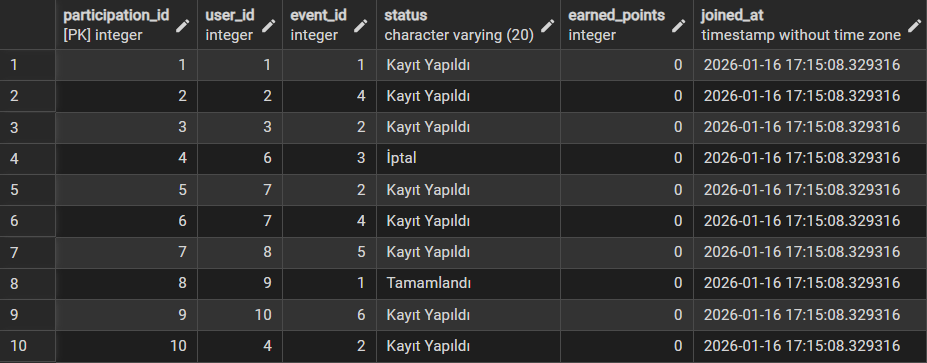 participation_id user_id event_id status earned_points joined_at
[PK] integer integer integer character varying (20) integer timestamp without time zone
1 1 1 1 Kayıt Yapıldı 0 2026-01-16 17:15:08.329316
2 2 2 4 Kayıt Yapıldı 0 2026-01-16 17:15:08.329316
3 3 3 2 Kayıt Yapıldı 0 2026-01-16 17:15:08.329316
4 4 6 3 İptal 0 2026-01-16 17:15:08.329316
5 5 7 2 Kayıt Yapıldı 0 2026-01-16 17:15:08.329316
6 6 7 4 Kayıt Yapıldı 0 2026-01-16 17:15:08.329316
7 7 8 5 Kayıt Yapıldı 0 2026-01-16 17:15:08.329316
8 8 9 1 Tamamlandı 0 2026-01-16 17:15:08.329316
9 9 10 6 Kayıt Yapıldı 0 2026-01-16 17:15:08.329316
10 10 4 2 Kayıt Yapıldı 0 2026-01-16 17:15:08.329316